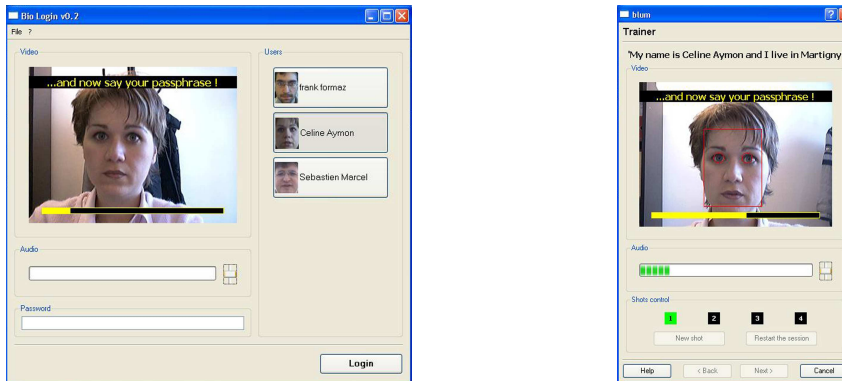 Bio Login v0.2
File ?
Video
Users
...and now say your passphrase !
frank formaz
Celine Aymon
Sebastien Marcel
Audio
Password
Login
blum
Trainer
'My name is Celine Aymon and I live in Martigny
Video
...and now say your passphrase !
Audio
Shots control
1 2 3 4
New shot Restart the session
Help < Back Next > Cancel